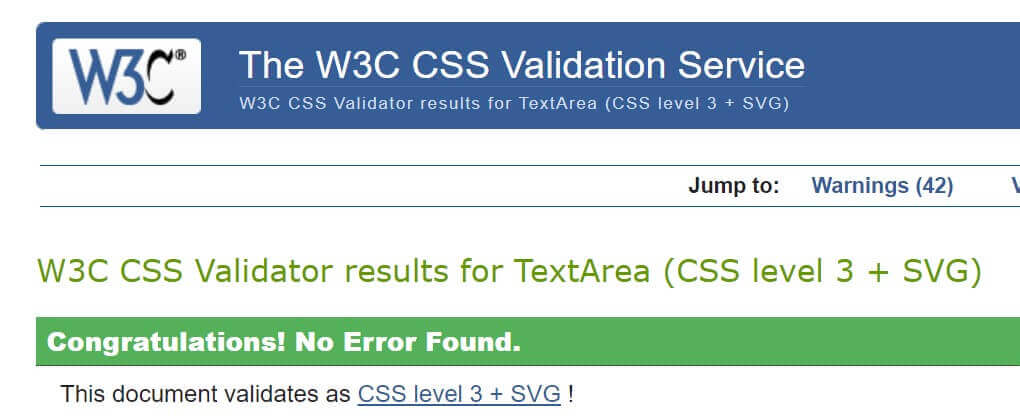 W3C®
The W3C CSS Validation Service
W3C CSS Validator results for TextArea (CSS level 3 + SVG)
Jump to: Warnings (42) V
W3C CSS Validator results for TextArea (CSS level 3 + SVG)
Congratulations! No Error Found.
This document validates as CSS level 3 + SVG !